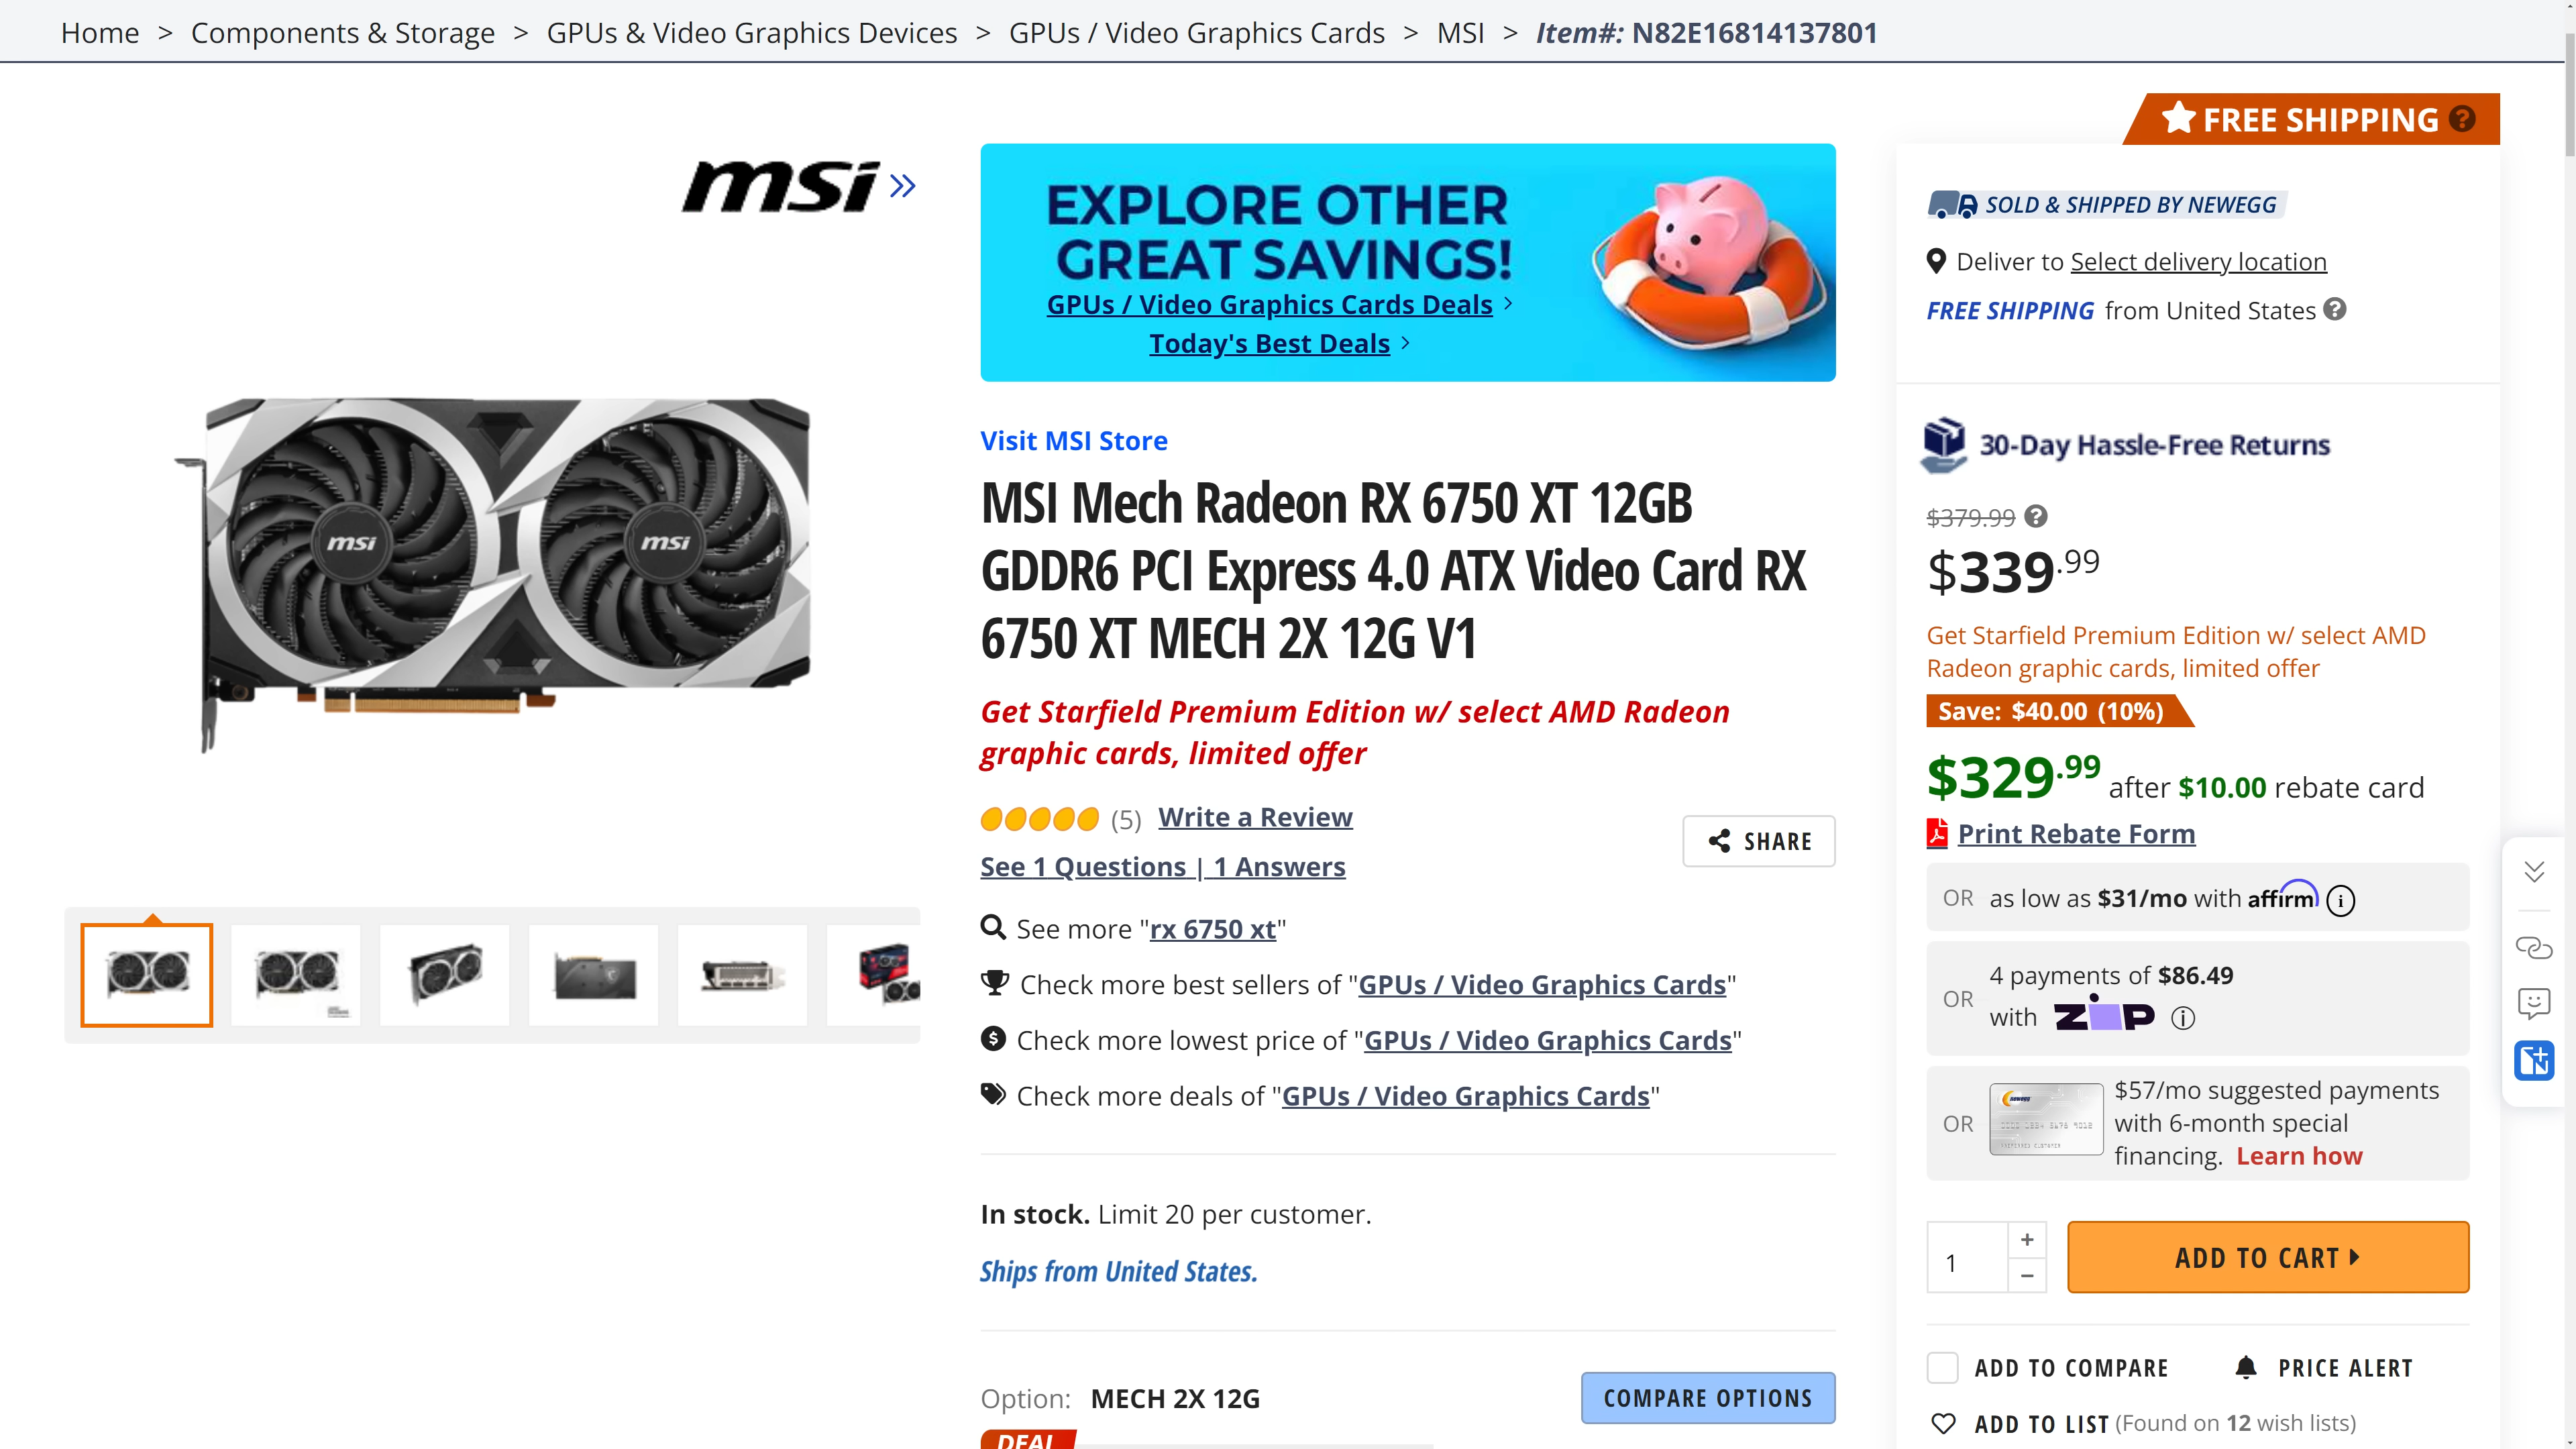 Home > Components & Storage > GPUs & Video Graphics Devices > GPUs / Video Graphics Cards > MSI > Item#: N82E16814137801
msi
msi
msi
EXPLORE OTHER
GREAT SAVINGS!
GPUs / Video Graphics Cards Deals
Today's Best Deals
Visit MSI Store
MSI Mech Radeon RX 6750 XT 12GB
GDDR6 PCI Express 4.0 ATX Video Card RX
6750 XT MECH 2X 12G V1
Get Starfield Premium Edition w/ select AMD Radeon
graphic cards, limited offer
(5) Write a Review
See 1 Questions | 1 Answers
SHARE
See more "rx 6750 xt"
Check more best sellers of "GPUs / Video Graphics Cards"
Check more lowest price of "GPUs / Video Graphics Cards"
Check more deals of "GPUs / Video Graphics Cards"
In stock. Limit 20 per customer.
Ships from United States.
Option: MECH 2X 12G
COMPARE OPTIONS
DEAL
FREE SHIPPING
SOLD & SHIPPED BY NEWEGG
Deliver to Select delivery location
FREE SHIPPING from United States
30-Day Hassle-Free Returns
$379.99
$339.99
Get Starfield Premium Edition w/ select AMD
Radeon graphic cards, limited offer
Save: $40.00 (10%)
$329.99 after $10.00 rebate card
Print Rebate Form
OR as low as $31/mo with affirm
OR
4 payments of $86.49
with ZIP
OR
newegg
$57/mo suggested payments
with 6-month special
financing. Learn how
1
+
−
ADD TO CART
ADD TO COMPARE
PRICE ALERT
ADD TO LIST (Found on 12 wish lists)